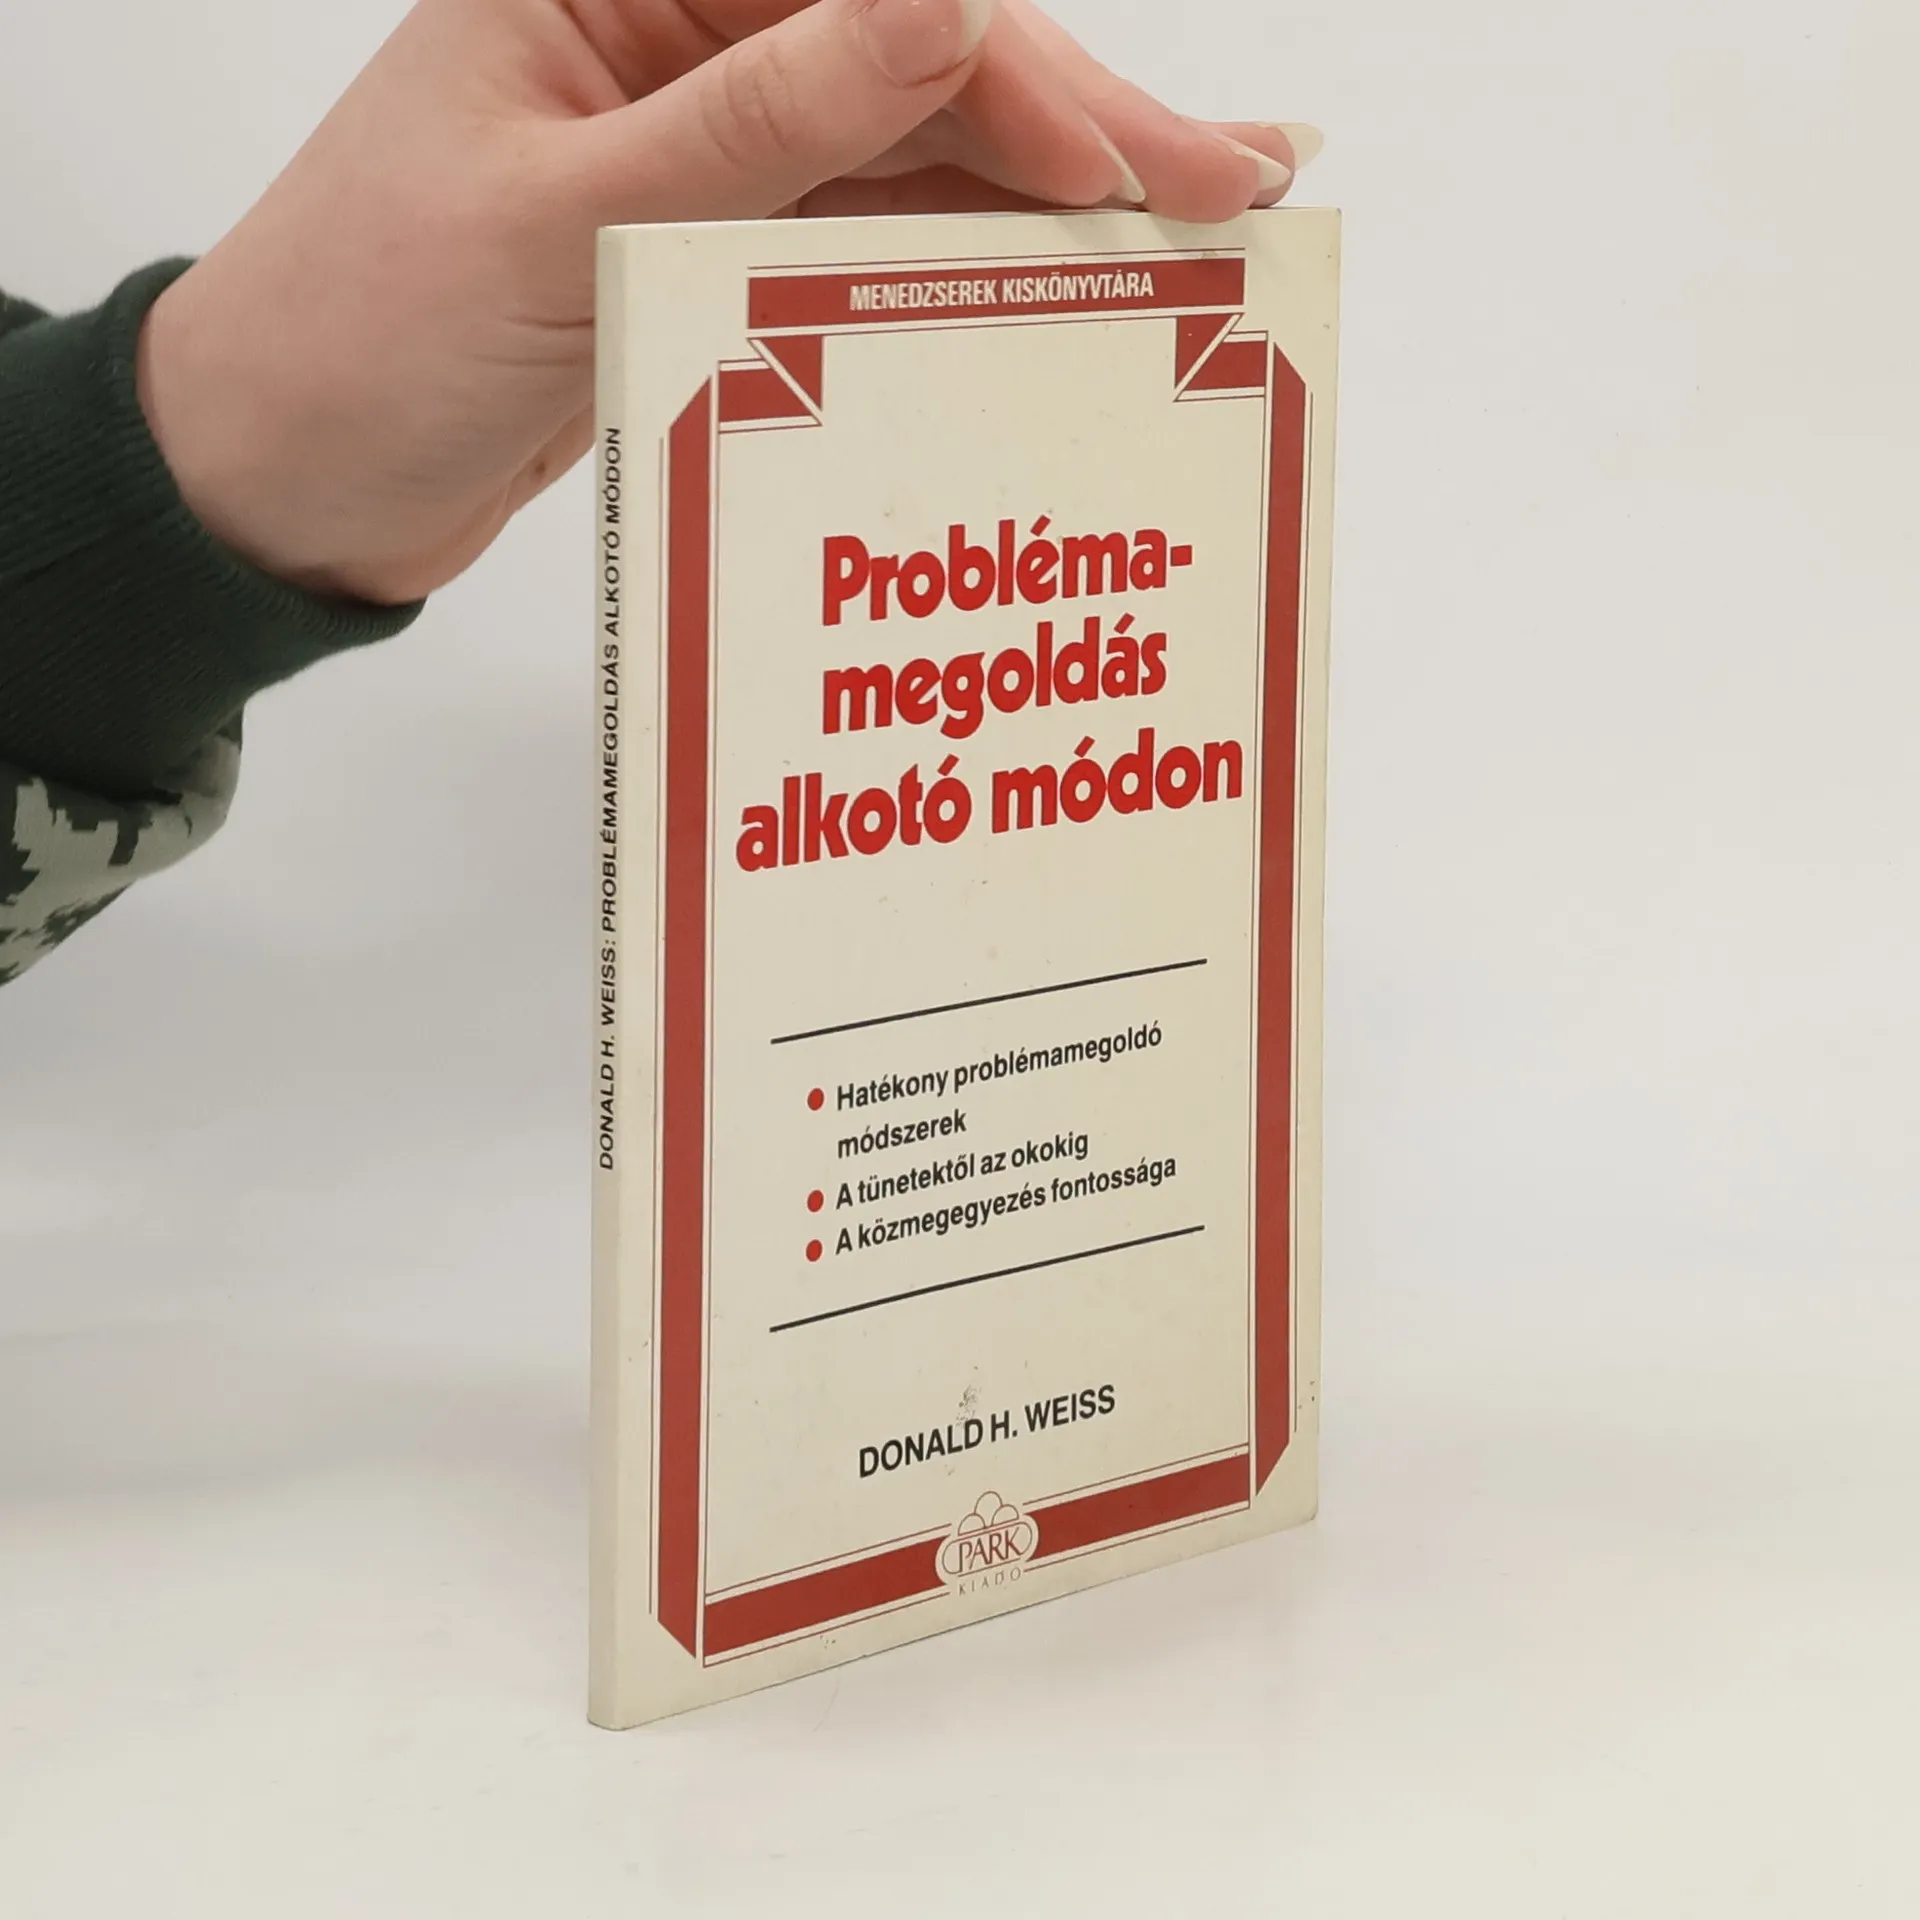 MENEDZSEREK KISKÖNYVTÁRA
Probléma-
megoldás
alkotó módon
● Hatékony problémamegoldó
módszerek
● A tünetektől az okokig
● A közmegegyezés fontossága
DONALD H. WEISS
PARK
KIADÓ
DONALD H. WEISS: PROBLÉMAMEGOLDÁS ALKOTÓ MÓDON